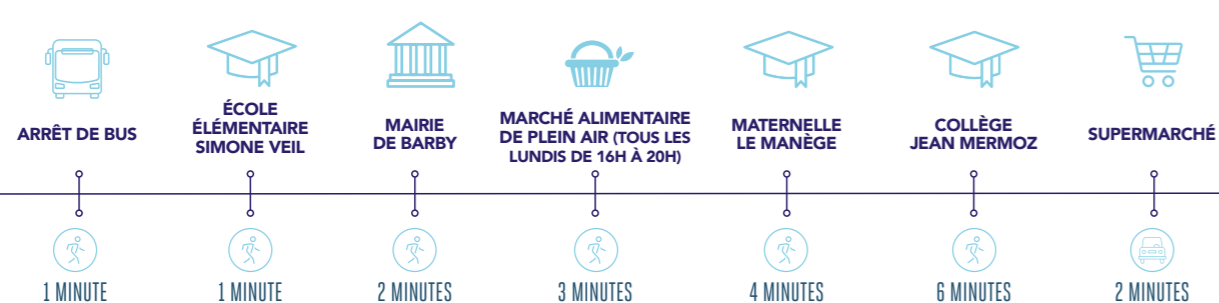 ARRÊT DE BUS
ÉCOLE
ÉLÉMENTAIRE
SIMONE VEIL
MAIRIE
DE BARBY
MARCHÉ ALIMENTAIRE
DE PLEIN AIR (TOUS LES
LUNDIS DE 16H À 20H)
MATERNELLE
LE MANÈGE
COLLÈGE
JEAN MERMOZ
SUPERMARCHÉ
1 MINUTE
1 MINUTE
2 MINUTES
3 MINUTES
4 MINUTES
6 MINUTES
2 MINUTES